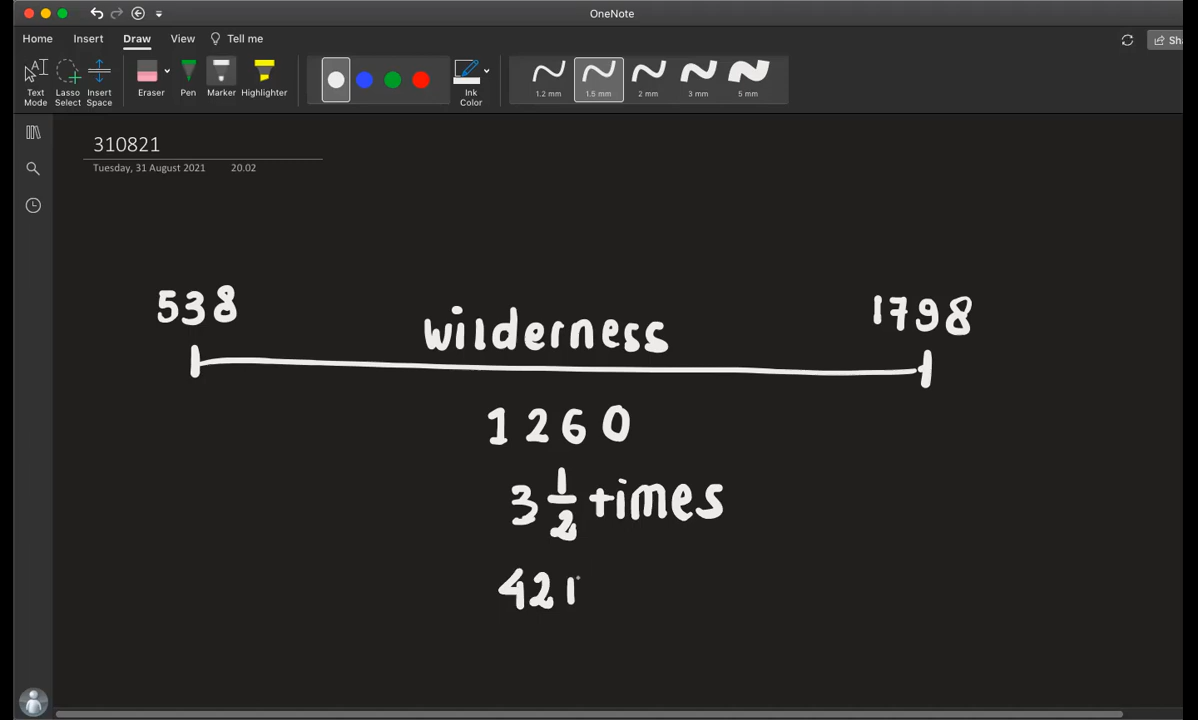 OneNote
Home Insert Draw View Tell me
Sha
Text Mode
Lasso Select
Insert Space
Eraser
Pen
Marker
Highlighter
Ink Color
1.2 mm
1.5 mm
2 mm
3 mm
5 mm
310821
Tuesday, 31 August 2021 20.02
538 1798
wilderness
1260
3 1/2 times
42